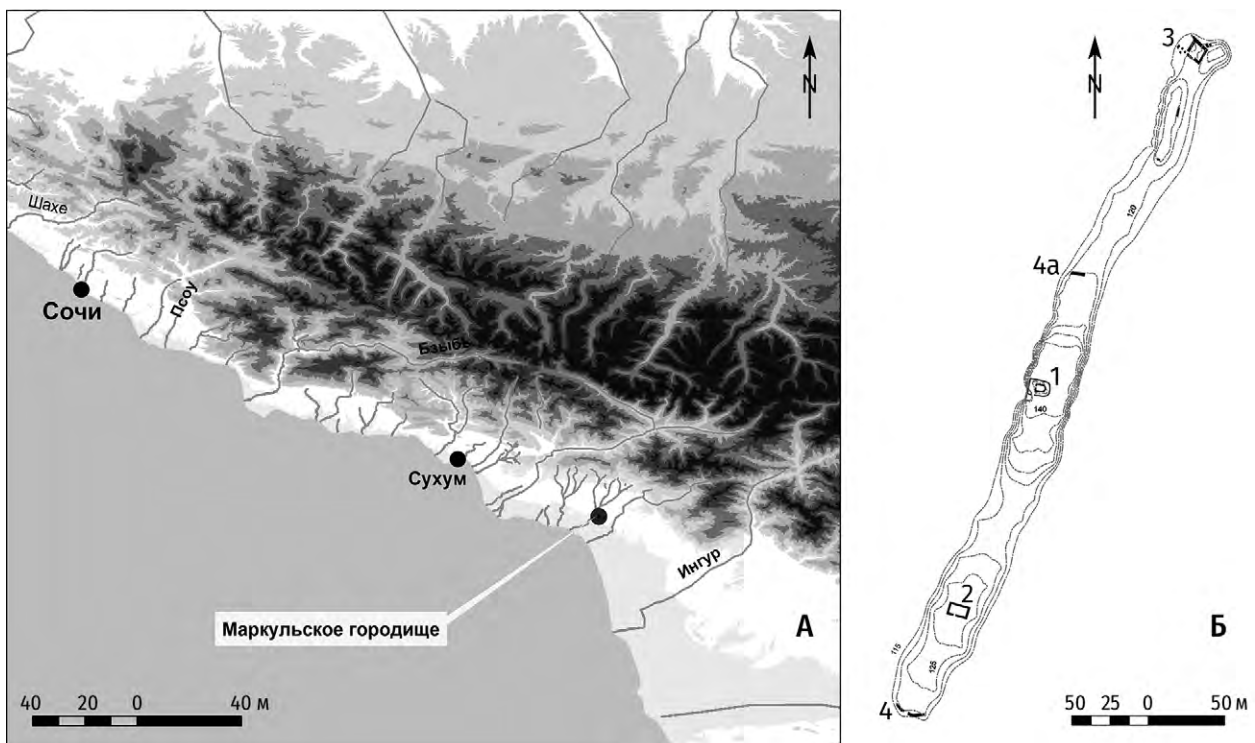 N
Шахе
Сочи
Псоу
Бзыбь
Сухум
Ингур
Маркульское городище
А
40 20 0 40 м
3
N
120
4а
1
140
2
115
125
Б
4
50 25 0 50 м